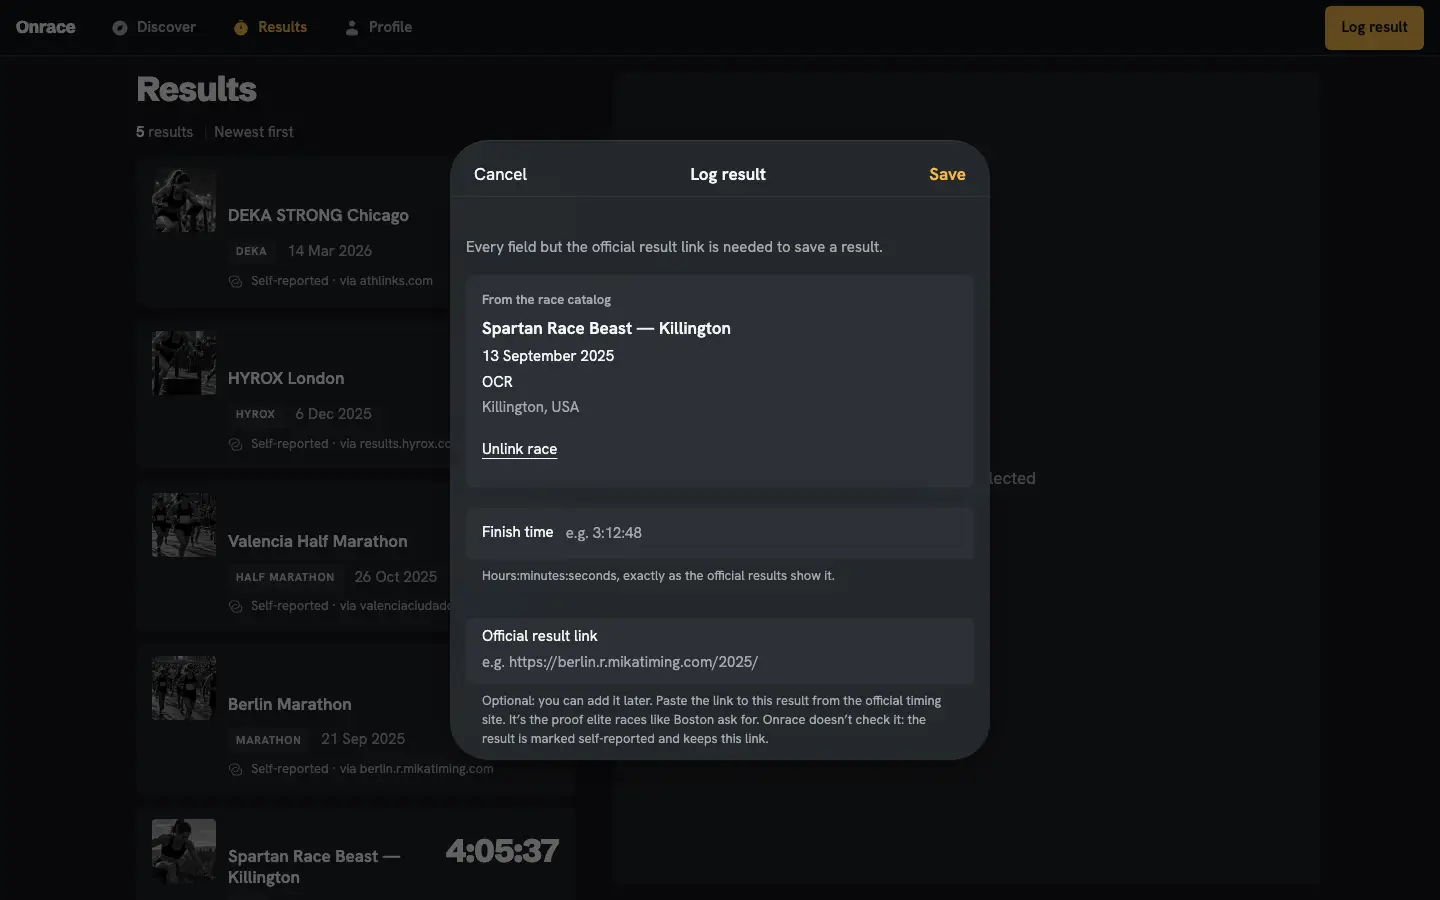 Onrace
Discover
Results
Profile
Log result
Results
5 results
Newest first
DEKA STRONG Chicago
DEKA
14 Mar 2026
Self-reported · via athlinks.com
HYROX London
HYROX
6 Dec 2025
Self-reported · via results.hyrox.co
Valencia Half Marathon
HALF MARATHON
26 Oct 2025
Self-reported · via valenciaciudad
Berlin Marathon
MARATHON
21 Sep 2025
Self-reported · via berlin.r.mikatiming.com
Spartan Race Beast —
Killington
4:05:37
lected
Cancel
Log result
Save
Every field but the official result link is needed to save a result.
From the race catalog
Spartan Race Beast — Killington
13 September 2025
OCR
Killington, USA
Unlink race
Finish time
e.g. 3:12:48
Hours:minutes:seconds, exactly as the official results show it.
Official result link
e.g. https://berlin.r.mikatiming.com/2025/
Optional: you can add it later. Paste the link to this result from the official timing
site. It’s the proof elite races like Boston ask for. Onrace doesn’t check it: the
result is marked self-reported and keeps this link.